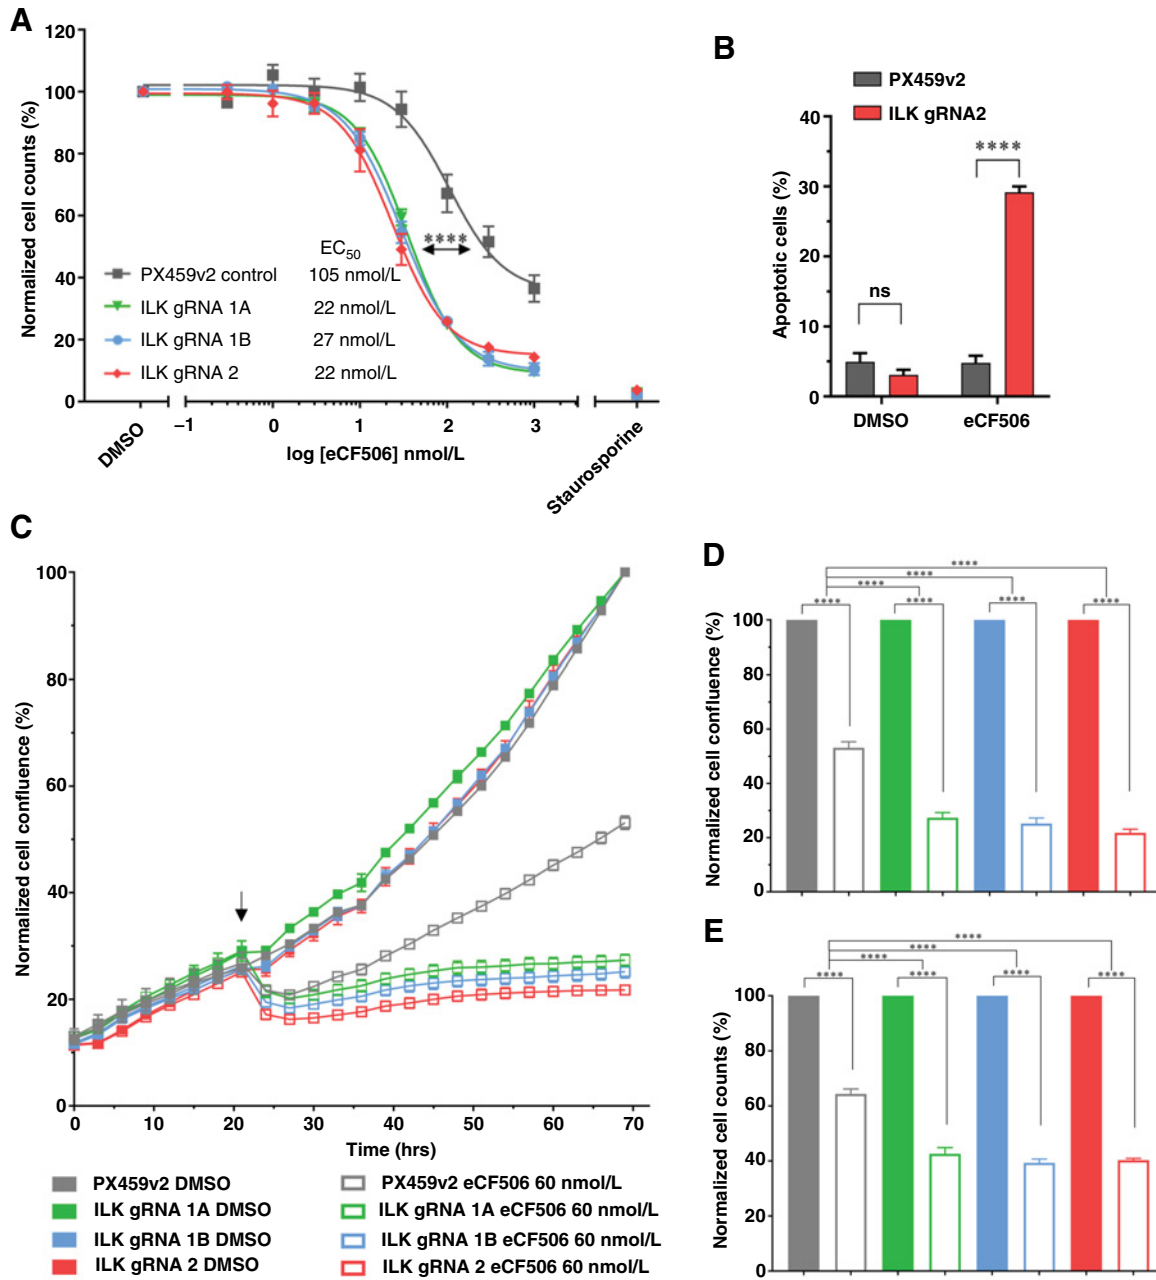 A
120
100
80
60
40
20
0
Normalized cell counts (%)
****
EC50
PX459v2 control 105 nmol/L
ILK gRNA 1A 22 nmol/L
ILK gRNA 1B 27 nmol/L
ILK gRNA 2 22 nmol/L
DMSO
−1 0 1 2 3
log [eCF506] nmol/L
Staurosporine
B
PX459v2
ILK gRNA2
40
30
20
10
0
Apoptotic cells (%)
ns
****
DMSO eCF506
C
100
80
60
40
20
0
Normalized cell confluence (%)
0 10 20 30 40 50 60 70
Time (hrs)
PX459v2 DMSO
ILK gRNA 1A DMSO
ILK gRNA 1B DMSO
ILK gRNA 2 DMSO
PX459v2 eCF506 60 nmol/L
ILK gRNA 1A eCF506 60 nmol/L
ILK gRNA 1B eCF506 60 nmol/L
ILK gRNA 2 eCF506 60 nmol/L
D
****
****
****
**** **** **** ****
100
80
60
40
20
0
Normalized cell confluence (%)
E
****
****
****
**** **** **** ****
100
80
60
40
20
0
Normalized cell counts (%)